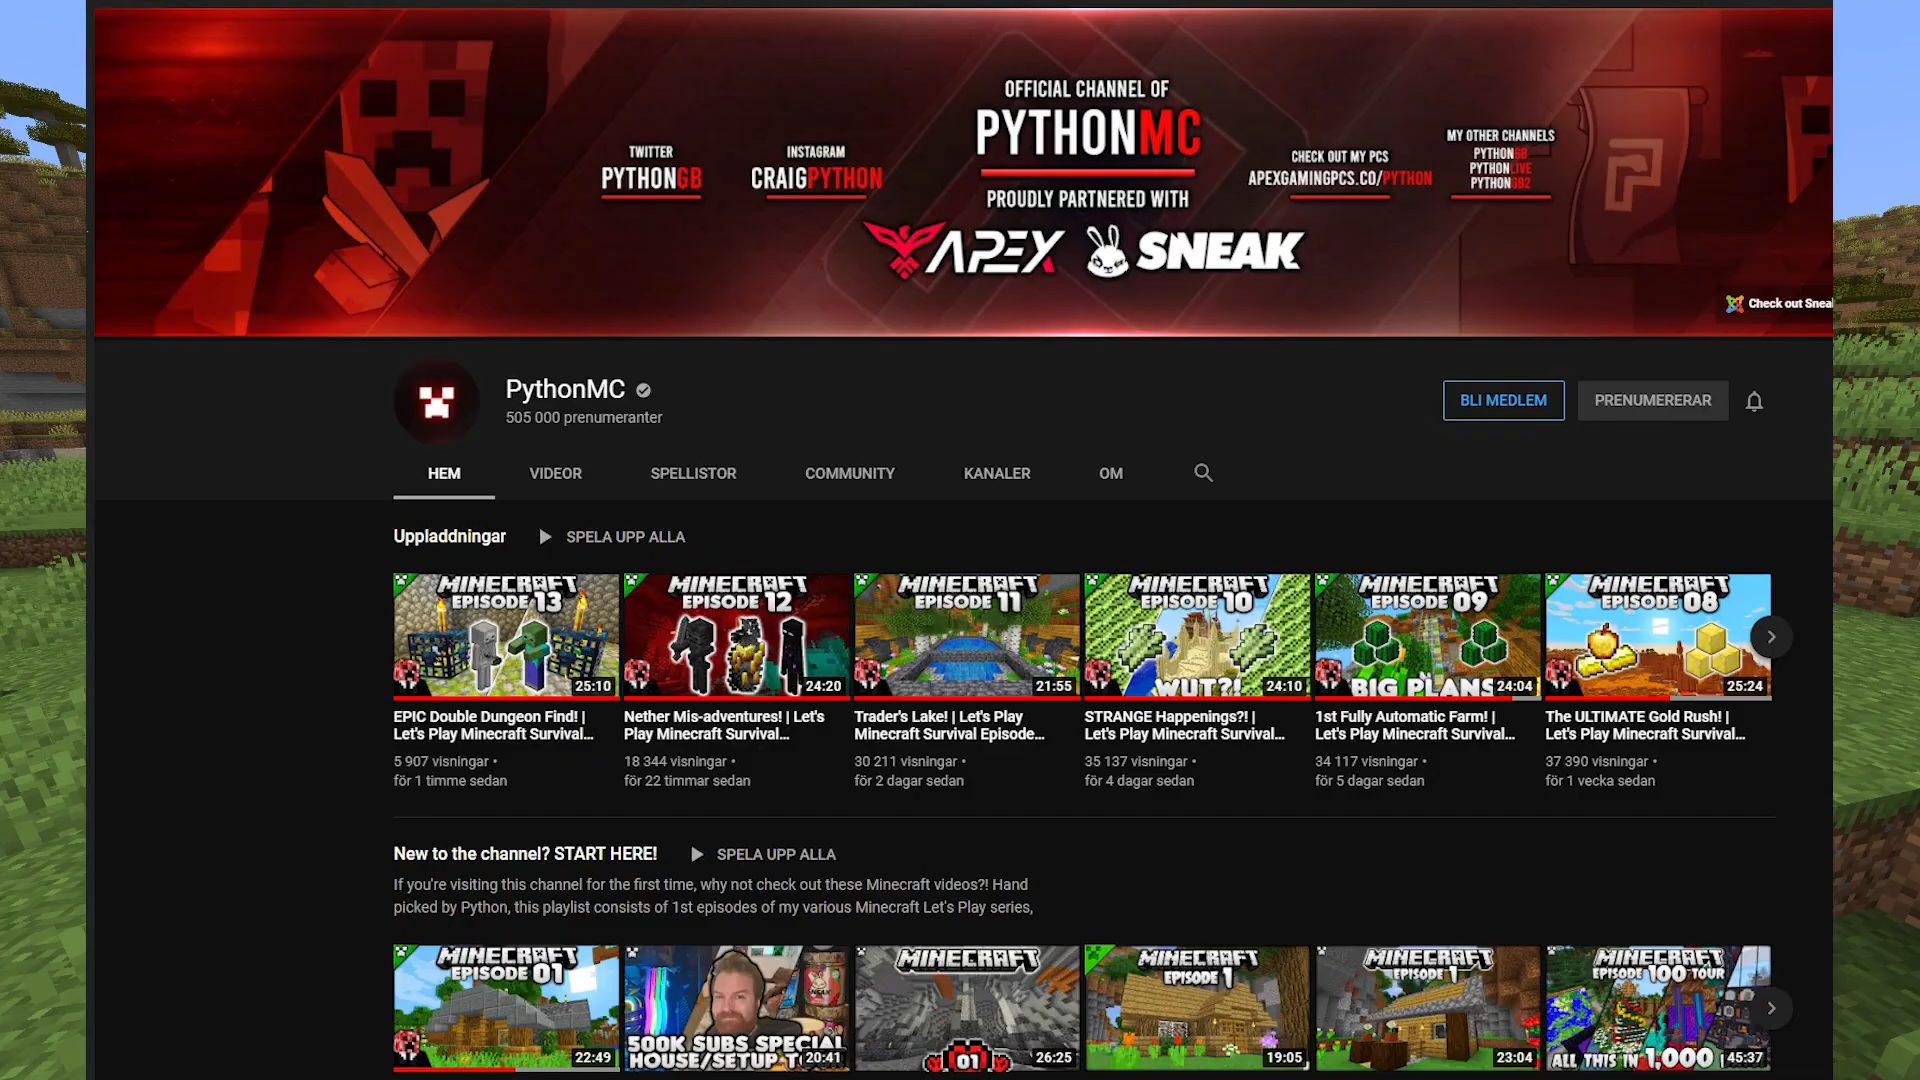 OFFICIAL CHANNEL OF
PYTHONMC
PROUDLY PARTNERED WITH
APEX SNEAK
TWITTER
PYTHONGB
INSTAGRAM
CRAIGPYTHON
CHECK OUT MY PCS
APEXGAMINGPCS.CO/PYTHON
MY OTHER CHANNELS
PYTHONGB
PYTHONLIVE
PYTHONGB2
Check out Sneak
PythonMC
505 000 prenumeranter
BLI MEDLEM
PRENUMERERAR
HEM VIDEOR SPELLISTOR COMMUNITY KANALER OM
Uppladdningar SPELA UPP ALLA
MINECRAFT
EPISODE 13
25:10
EPIC Double Dungeon Find! |
Let's Play Minecraft Survival...
5 907 visningar •
för 1 timme sedan
MINECRAFT
EPISODE 12
24:20
Nether Mis-adventures! | Let's
Play Minecraft Survival...
18 344 visningar •
för 22 timmar sedan
MINECRAFT
EPISODE 11
21:55
Trader's Lake! | Let's Play
Minecraft Survival Episode...
30 211 visningar •
för 2 dagar sedan
MINECRAFT
EPISODE 10
WUT?!
24:10
STRANGE Happenings?! |
Let's Play Minecraft Survival...
35 137 visningar •
för 4 dagar sedan
MINECRAFT
EPISODE 09
BIG PLANS
24:04
1st Fully Automatic Farm! |
Let's Play Minecraft Survival...
34 117 visningar •
för 5 dagar sedan
MINECRAFT
EPISODE 08
25:24
The ULTIMATE Gold Rush! |
Let's Play Minecraft Survival...
37 390 visningar •
för 1 vecka sedan
New to the channel? START HERE! SPELA UPP ALLA
If you're visiting this channel for the first time, why not check out these Minecraft videos?! Hand
picked by Python, this playlist consists of 1st episodes of my various Minecraft Let's Play series,
MINECRAFT
EPISODE 01
22:49
SNEAK
500K SUBS SPECIAL
HOUSE/SETUP T
20:41
MINECRAFT
01
26:25
MINECRAFT
EPISODE 1
19:05
MINECRAFT
EPISODE 1
23:04
MINECRAFT
EPISODE 100 TOUR
ALL THIS IN 1,000
45:37